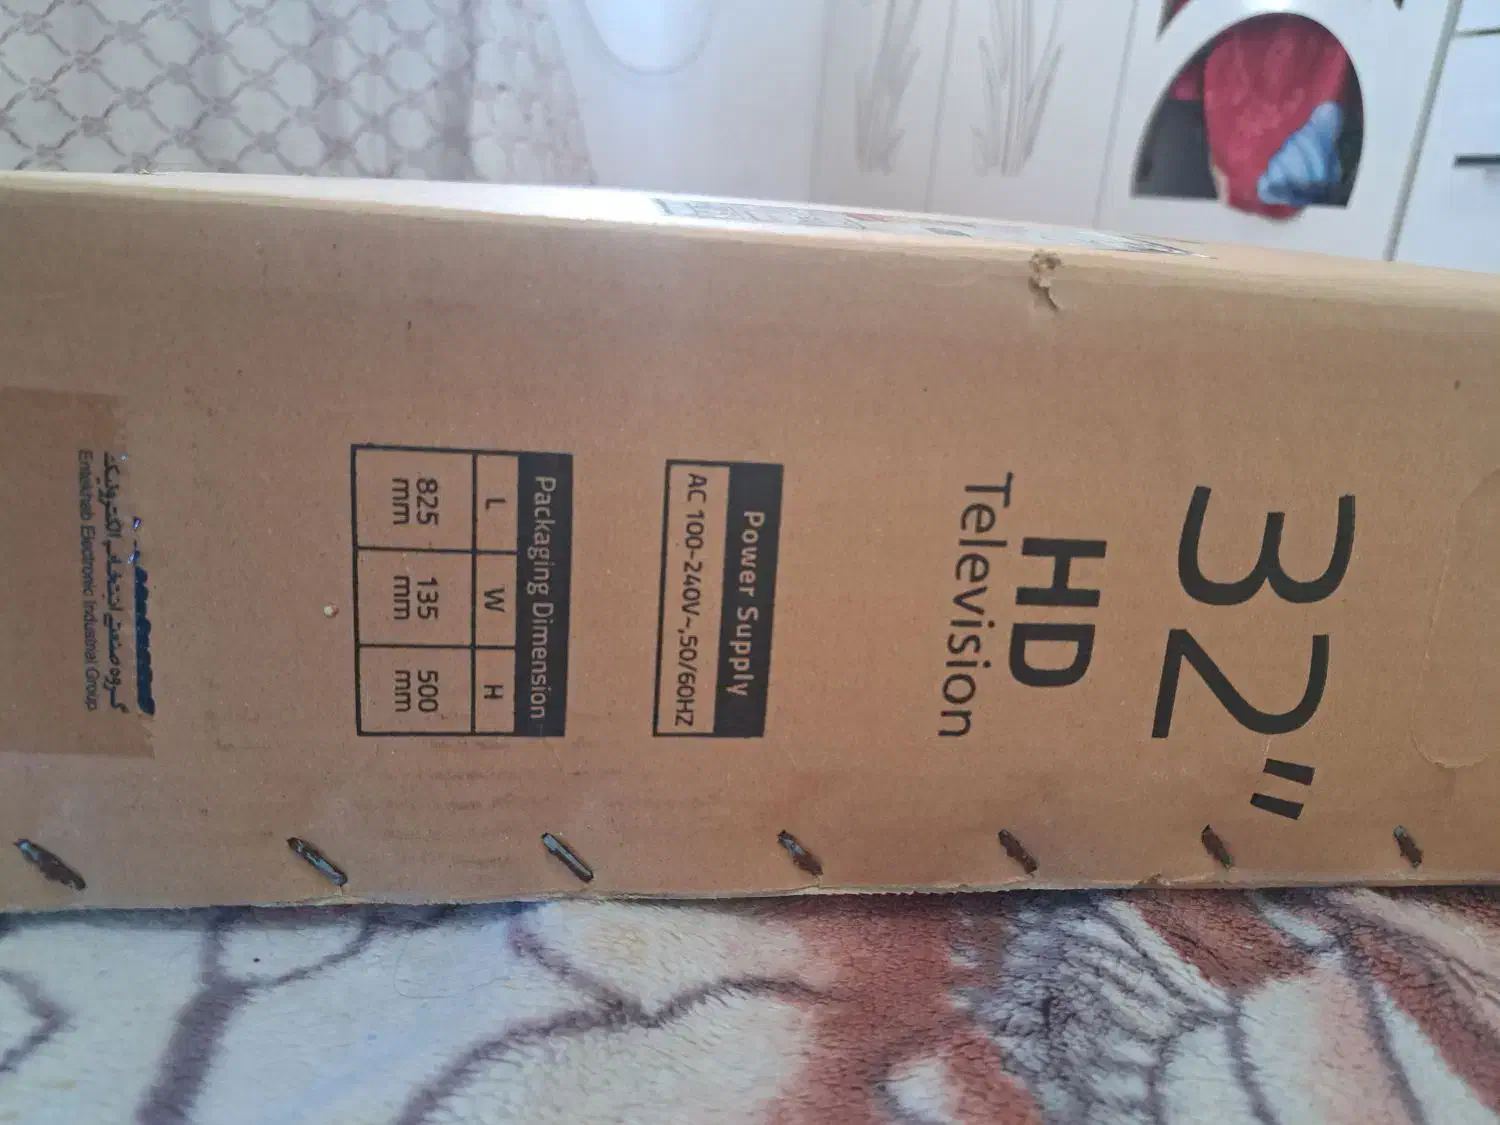 32"
HD
Television
Power Supply
AC 100-240V~,50/60HZ
Packaging Dimension
L W H
825 mm 135 mm 500 mm
گروه صنعتی انتخاب الکترونیک
Entekhab Electronic Industrial Group